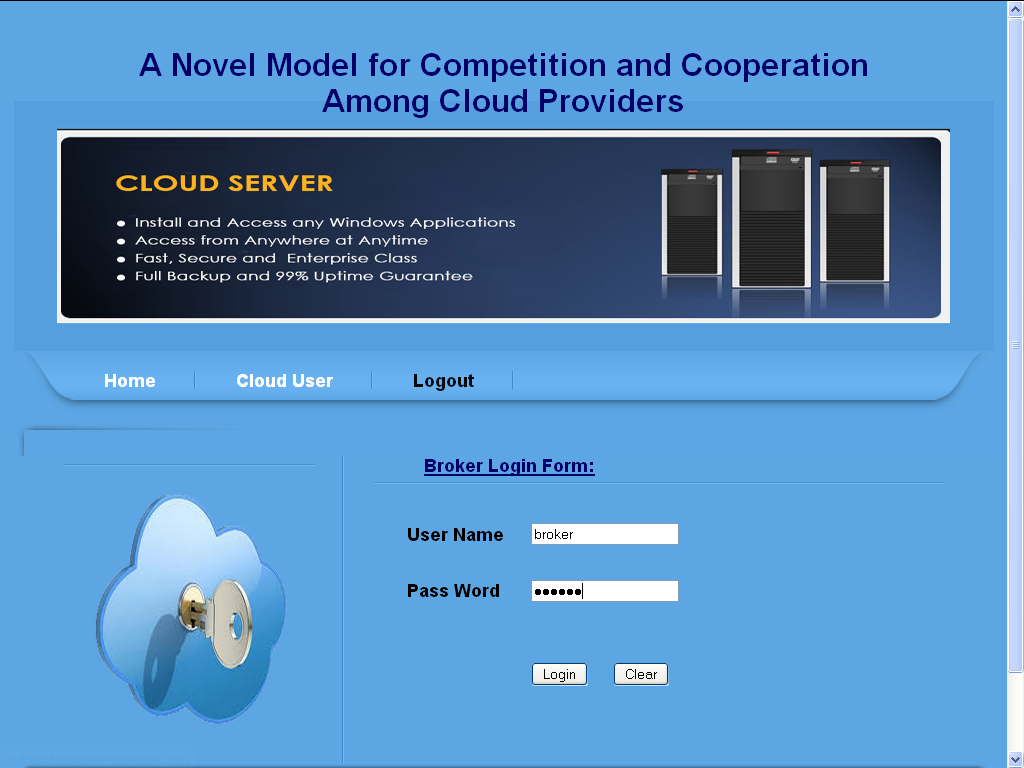 A Novel Model for Competition and Cooperation
Among Cloud Providers
CLOUD SERVER
• Install and Access any Windows Applications
• Access from Anywhere at Anytime
• Fast, Secure and Enterprise Class
• Full Backup and 99% Uptime Guarantee
Home Cloud User Logout
Broker Login Form:
User Name broker
Pass Word ••••••
Login Clear